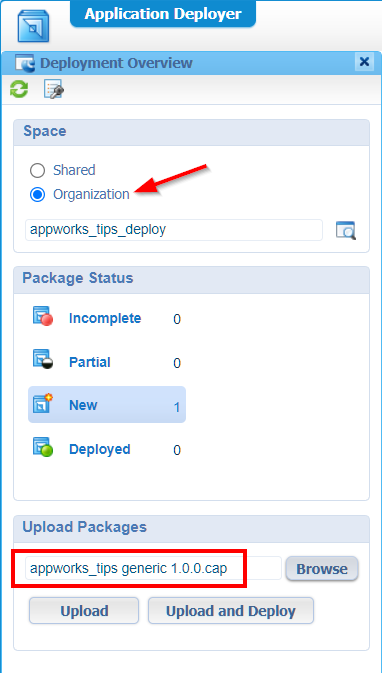 Application Deployer
Deployment Overview
Space
Shared
Organization
appworks_tips_deploy
Package Status
Incomplete 0
Partial 0
New 1
Deployed 0
Upload Packages
appworks_tips generic 1.0.0.cap Browse
Upload Upload and Deploy